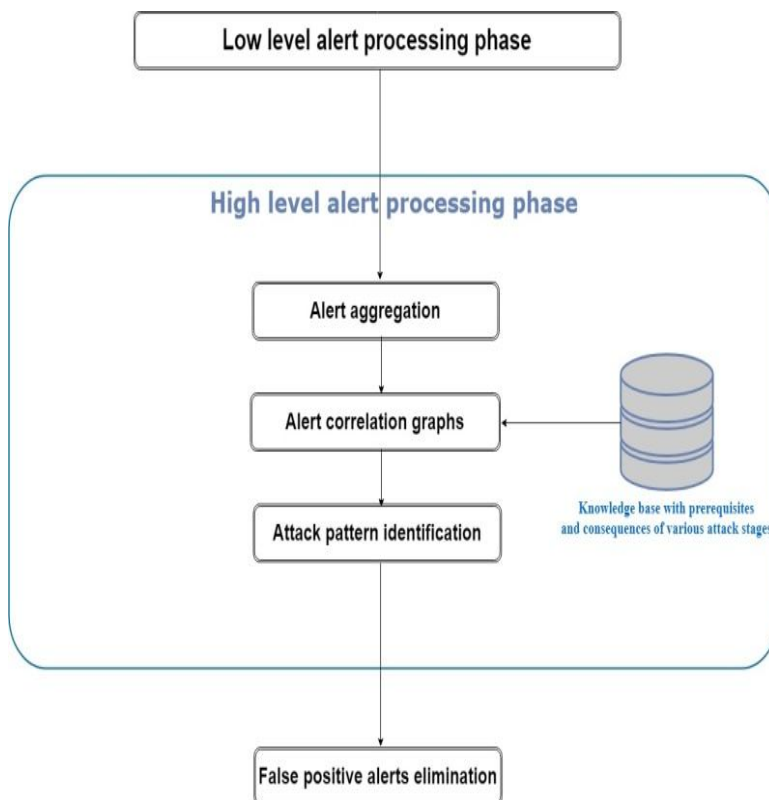 Low level alert processing phase
High level alert processing phase
Alert aggregation
Alert correlation graphs
Knowledge base with prerequisites
and consequences of various attack stages
Attack pattern identification
False positive alerts elimination